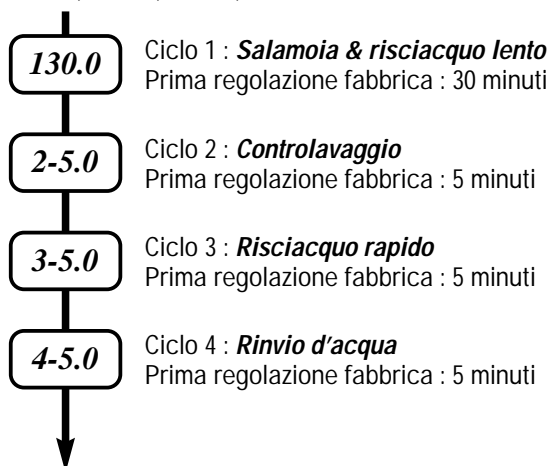 130.0
Ciclo 1 : Salamoia & risciacquo lento
Prima regolazione fabbrica : 30 minuti
2-5.0
Ciclo 2 : Controlavaggio
Prima regolazione fabbrica : 5 minuti
3-5.0
Ciclo 3 : Risciacquo rapido
Prima regolazione fabbrica : 5 minuti
4-5.0
Ciclo 4 : Rinvio d'acqua
Prima regolazione fabbrica : 5 minuti